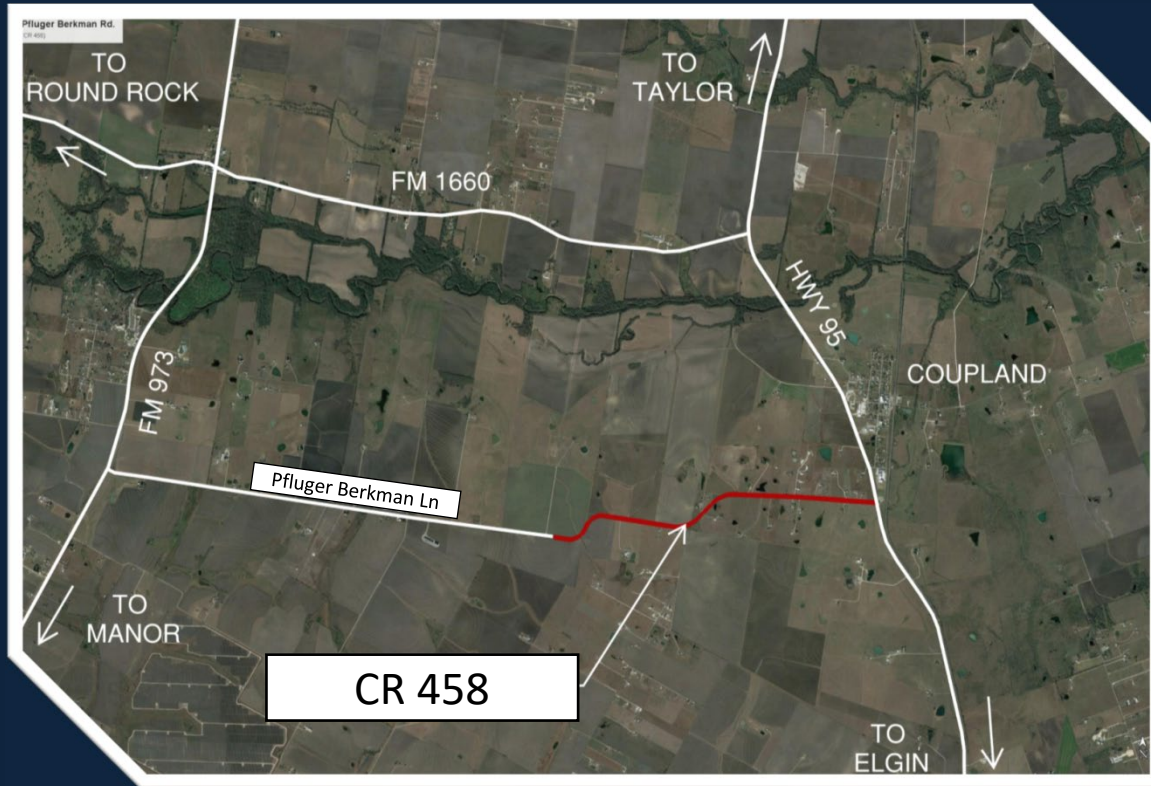 Pfluger Berkman Rd.
TO
ROUND ROCK
TO
TAYLOR
FM 1660
HWY 95
COUPLAND
FM 973
Pfluger Berkman Ln
TO
MANOR
CR 458
TO
ELGIN